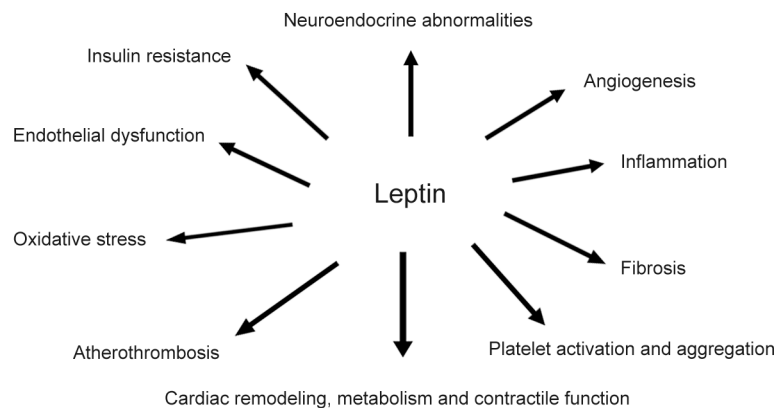 Neuroendocrine abnormalities
Insulin resistance
Angiogenesis
Endothelial dysfunction
Inflammation
Leptin
Oxidative stress
Fibrosis
Atherothrombosis
Platelet activation and aggregation
Cardiac remodeling, metabolism and contractile function